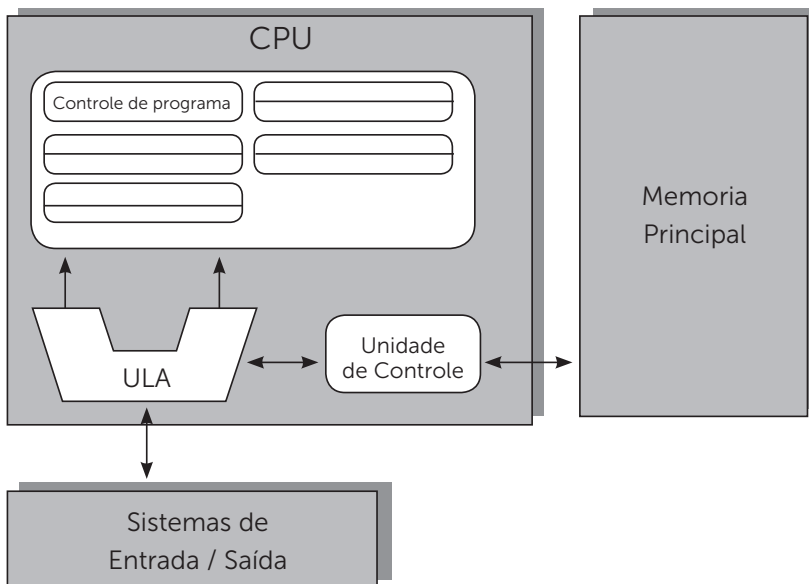 CPU
Controle de programa
Memoria
Principal
Unidade
de Controle
ULA
Sistemas de
Entrada / Saída